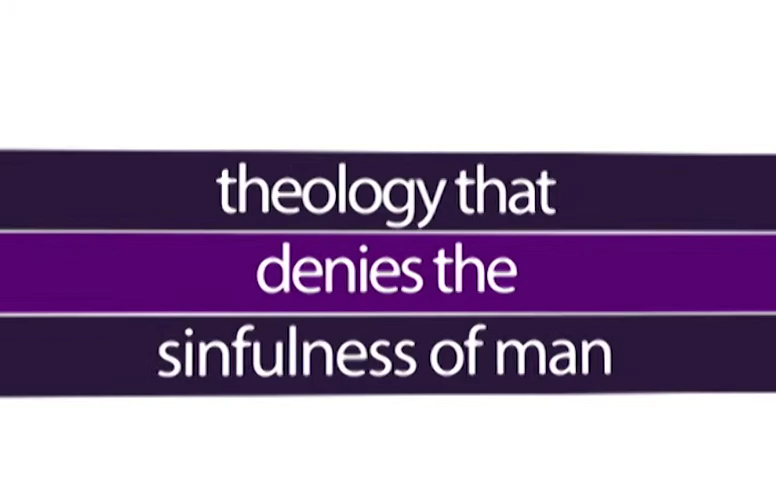 theology that
denies the
sinfulness of man